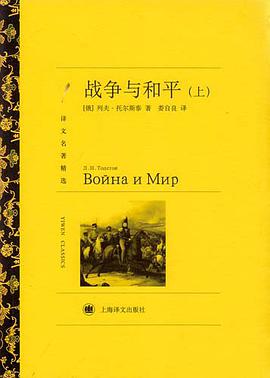 战争与和平(上)
[俄] 列夫·托尔斯泰 著 娄自良 译
译文名著精选
YIWEN CLASSICS
Л. Н. Толстой
Война и Мир
上海译文出版社